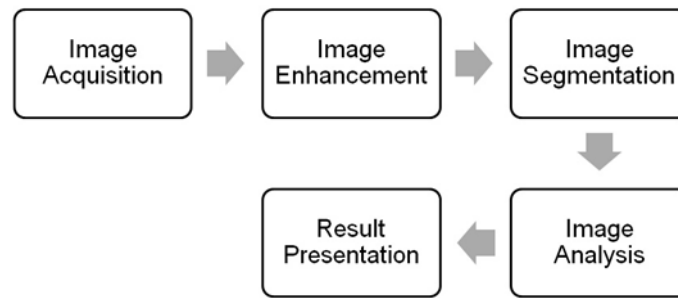 Image
Acquisition
Image
Enhancement
Image
Segmentation
Image
Analysis
Result
Presentation